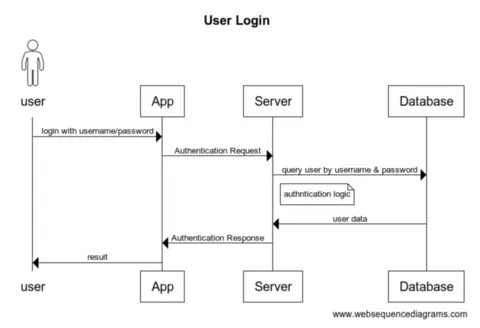 User Login
user
App
Server
Database
login with username/password
Authentication Request
query user by username & password
authntication logic
user data
Authentication Response
result
user
App
Server
Database
www.websequencediagrams.com